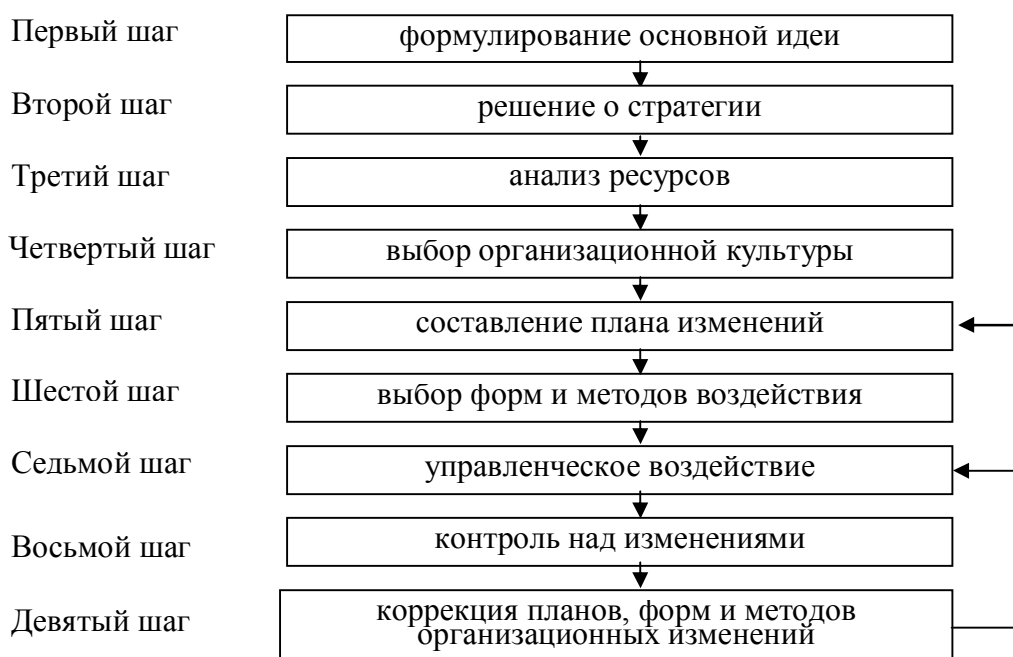 Первый шаг
формулирование основной идеи
Второй шаг
решение о стратегии
Третий шаг
анализ ресурсов
Четвертый шаг
выбор организационной культуры
Пятый шаг
составление плана изменений
Шестой шаг
выбор форм и методов воздействия
Седьмой шаг
управленческое воздействие
Восьмой шаг
контроль над изменениями
Девятый шаг
коррекция планов, форм и методов
организационных изменений